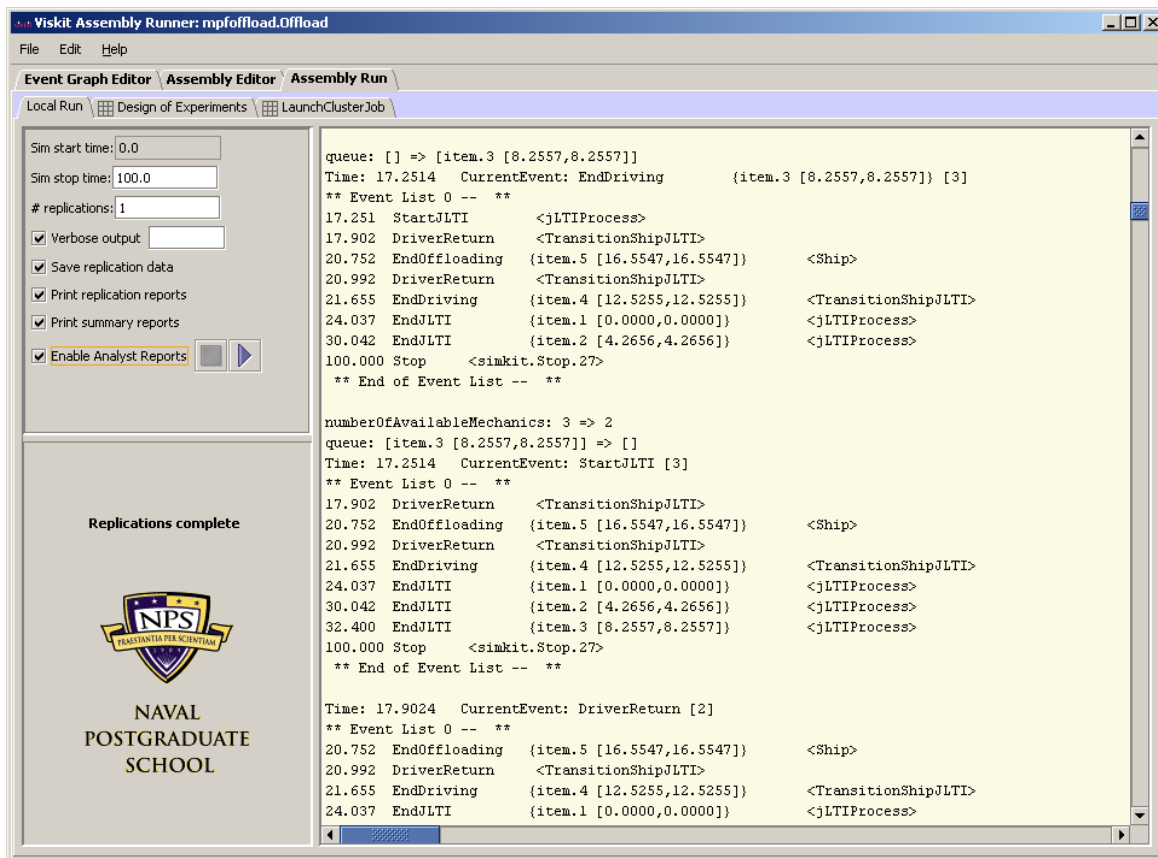 Viskit Assembly Runner: mpfoffload.Offload
File Edit Help
Event Graph Editor Assembly Editor Assembly Run
Local Run Design of Experiments LaunchClusterJob
Sim start time: 0.0
Sim stop time: 100.0
# replications: 1
Verbose output
Save replication data
Print replication reports
Print summary reports
Enable Analyst Reports
Replications complete
NPS
PRAESTANTIA PER SCIENTIAM
NAVAL
POSTGRADUATE
SCHOOL
queue: [] => [item.3 [8.2557,8.2557]]
Time: 17.2514 CurrentEvent: EndDriving {item.3 [8.2557,8.2557]} [3]
** Event List 0 -- **
17.251 StartJLTI <jLTIProcess>
17.902 DriverReturn <TransitionShipJLTI>
20.752 EndOffloading {item.5 [16.5547,16.5547]} <Ship>
20.992 DriverReturn <TransitionShipJLTI>
21.655 EndDriving {item.4 [12.5255,12.5255]} <TransitionShipJLTI>
24.037 EndJLTI {item.1 [0.0000,0.0000]} <jLTIProcess>
30.042 EndJLTI {item.2 [4.2656,4.2656]} <jLTIProcess>
100.000 Stop <simkit.Stop.27>
** End of Event List -- **
numberOfAvailableMechanics: 3 => 2
queue: [item.3 [8.2557,8.2557]] => []
Time: 17.2514 CurrentEvent: StartJLTI [3]
** Event List 0 -- **
17.902 DriverReturn <TransitionShipJLTI>
20.752 EndOffloading {item.5 [16.5547,16.5547]} <Ship>
20.992 DriverReturn <TransitionShipJLTI>
21.655 EndDriving {item.4 [12.5255,12.5255]} <TransitionShipJLTI>
24.037 EndJLTI {item.1 [0.0000,0.0000]} <jLTIProcess>
30.042 EndJLTI {item.2 [4.2656,4.2656]} <jLTIProcess>
32.400 EndJLTI {item.3 [8.2557,8.2557]} <jLTIProcess>
100.000 Stop <simkit.Stop.27>
** End of Event List -- **
Time: 17.9024 CurrentEvent: DriverReturn [2]
** Event List 0 -- **
20.752 EndOffloading {item.5 [16.5547,16.5547]} <Ship>
20.992 DriverReturn <TransitionShipJLTI>
21.655 EndDriving {item.4 [12.5255,12.5255]} <TransitionShipJLTI>
24.037 EndJLTI {item.1 [0.0000,0.0000]} <jLTIProcess>